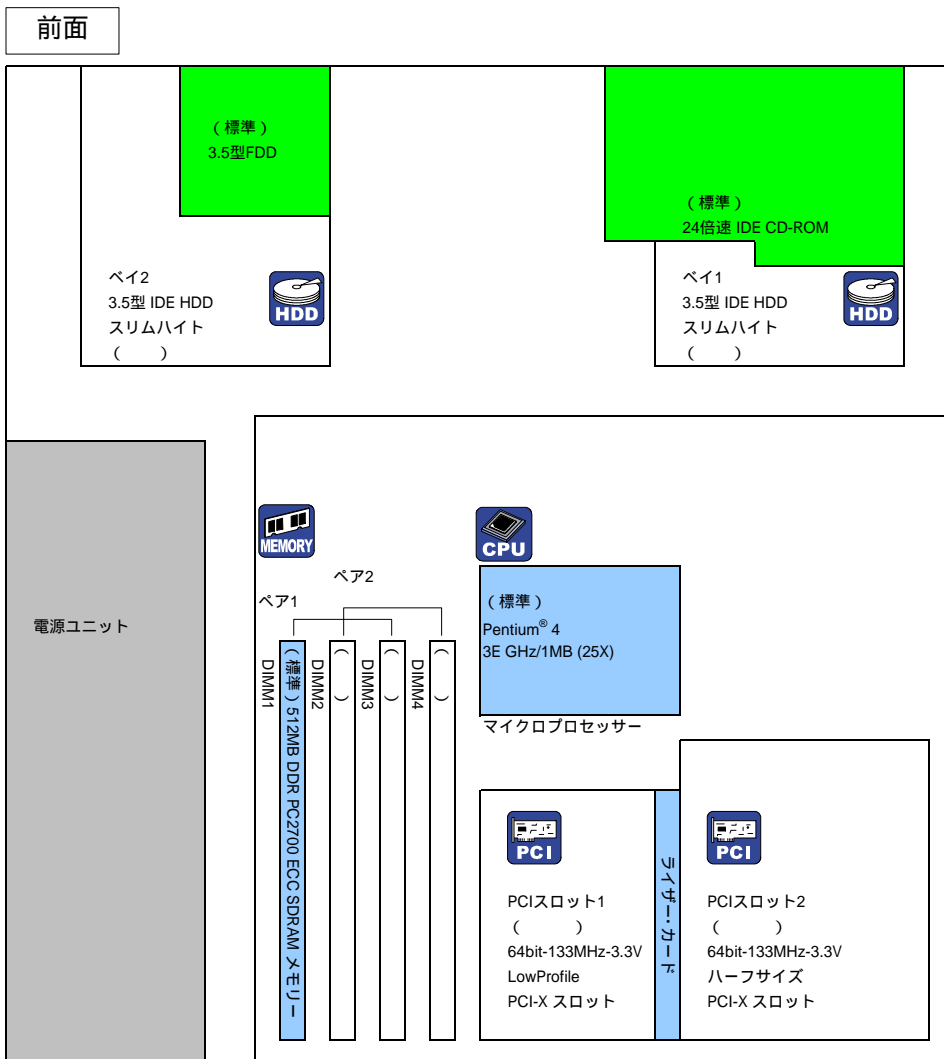 前面
（標準）
3.5型FDD
（標準）
24倍速 IDE CD-ROM
ベイ2
3.5型 IDE HDD
スリムハイト
（　　）
HDD
ベイ1
3.5型 IDE HDD
スリムハイト
（　　）
HDD
電源ユニット
MEMORY
ペア2
ペア1
DIMM1
（標準）512MB DDR PC2700 ECC SDRAM メモリー
DIMM2
（　　）
DIMM3
（　　）
DIMM4
（　　）
CPU
（標準）
Pentium® 4
3E GHz/1MB (25X)
マイクロプロセッサー
PCI
PCIスロット1
（　　　）
64bit-133MHz-3.3V
LowProfile
PCI-X スロット
ライザー・カード
PCI
PCIスロット2
（　　　）
64bit-133MHz-3.3V
ハーフサイズ
PCI-X スロット